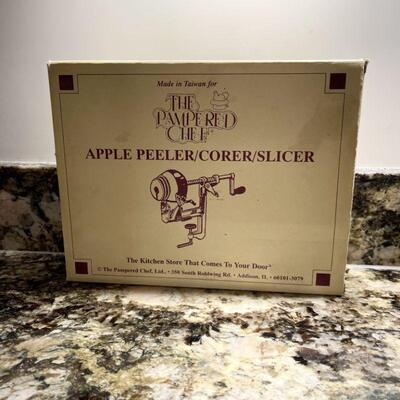 Made in Taiwan for
THE
PAMPERED
CHEF®
APPLE PEELER/CORER/SLICER
The Kitchen Store That Comes To Your Door®
© The Pampered Chef, Ltd. • 350 South Rohlwing Rd. • Addison, IL • 60101-3079